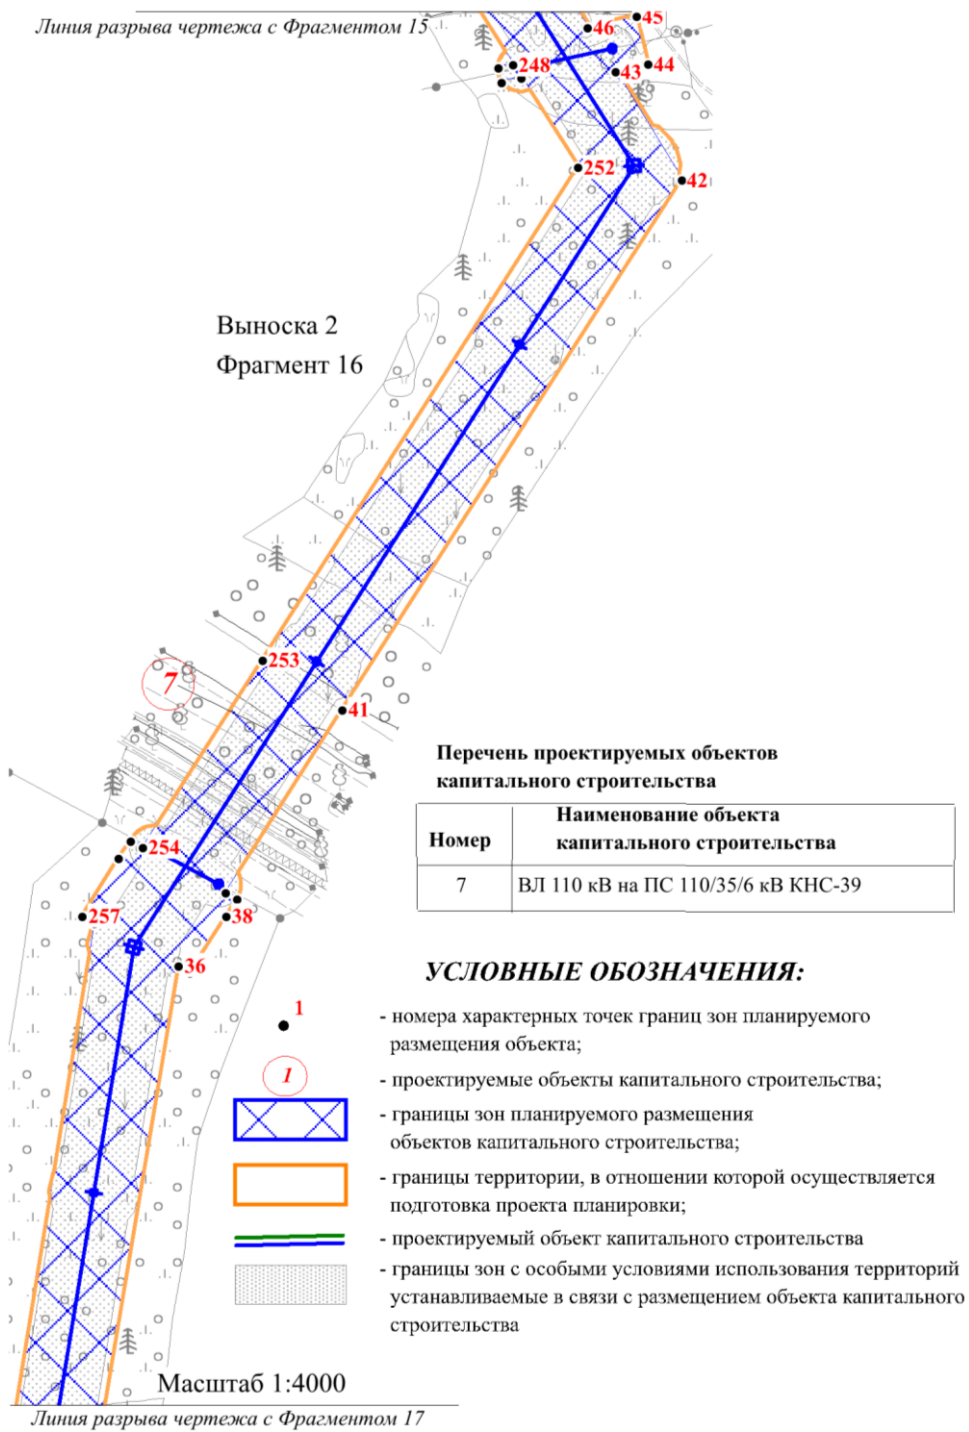 Линия разрыва чертежа с Фрагментом 15
45
46
248
43
44
252
42
Выноска 2
Фрагмент 16
253
7
41
Перечень проектируемых объектов
капитального строительства
Номер
Наименование объекта
капитального строительства
7
ВЛ 110 кВ на ПС 110/35/6 кВ КНС-39
254
257
38
36
УСЛОВНЫЕ ОБОЗНАЧЕНИЯ:
1
- номера характерных точек границ зон планируемого
размещения объекта;
1
- проектируемые объекты капитального строительства;
- границы зон планируемого размещения
объектов капитального строительства;
- границы территории, в отношении которой осуществляется
подготовка проекта планировки;
- проектируемый объект капитального строительства
- границы зон с особыми условиями использования территорий
устанавливаемые в связи с размещением объекта капитального
строительства
Масштаб 1:4000
Линия разрыва чертежа с Фрагментом 17